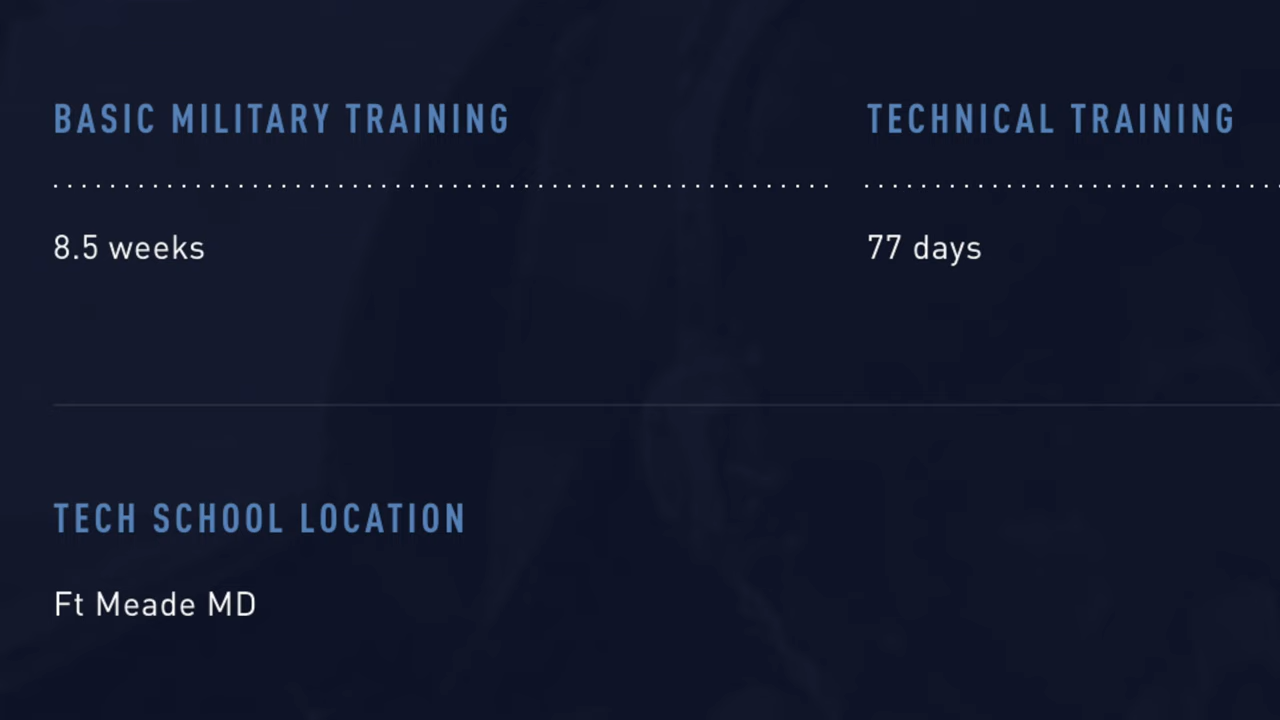 BASIC MILITARY TRAINING
TECHNICAL TRAINING
8.5 weeks
77 days
TECH SCHOOL LOCATION
Ft Meade MD